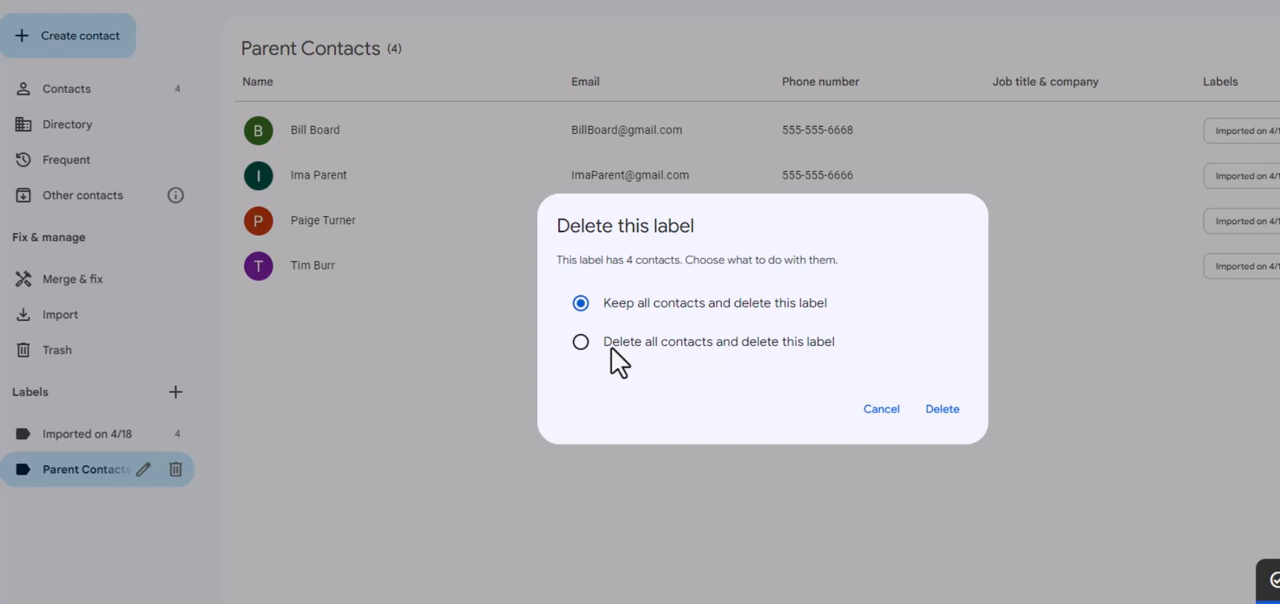 Create contact
Parent Contacts (4)
Name Email Phone number Job title & company Labels
Contacts 4
Directory
Frequent
Other contacts
Fix & manage
Merge & fix
Import
Trash
Labels
Imported on 4/18 4
Parent Contacts
B Bill Board BillBoard@gmail.com 555-555-6668 Imported on 4/1
I Ima Parent ImaParent@gmail.com 555-555-6666 Imported on 4/1
P Paige Turner Imported on 4/1
T Tim Burr Imported on 4/1
Delete this label
This label has 4 contacts. Choose what to do with them.
Keep all contacts and delete this label
Delete all contacts and delete this label
Cancel Delete